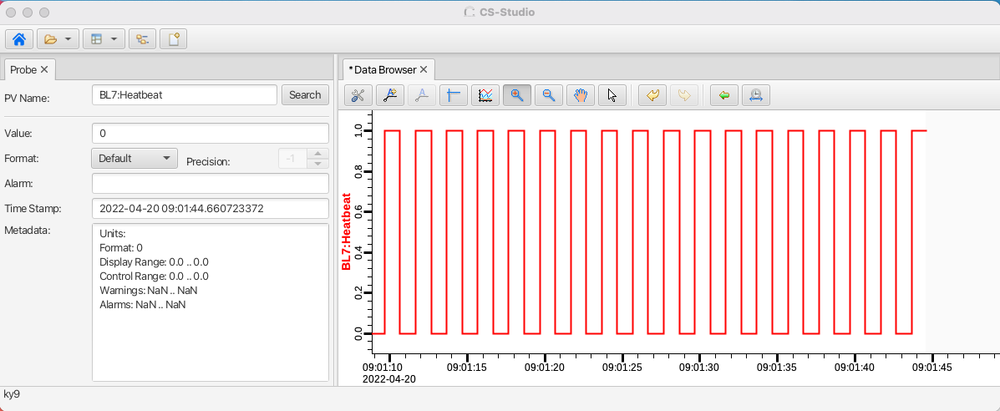 CS-Studio
Probe
PV Name:
BL7:Heatbeat
Search
Value:
0
Format:
Default
Precision:
-1
Alarm:
Time Stamp:
2022-04-20 09:01:44.660723372
Metadata:
Units:
Format: 0
Display Range: 0.0 .. 0.0
Control Range: 0.0 .. 0.0
Warnings: NaN .. NaN
Alarms: NaN .. NaN
*Data Browser
BL7:Heatbeat
1.0
0.8
0.6
0.4
0.2
0.0
09:01:10 09:01:15 09:01:20 09:01:25 09:01:30 09:01:35 09:01:40 09:01:45
2022-04-20
ky9